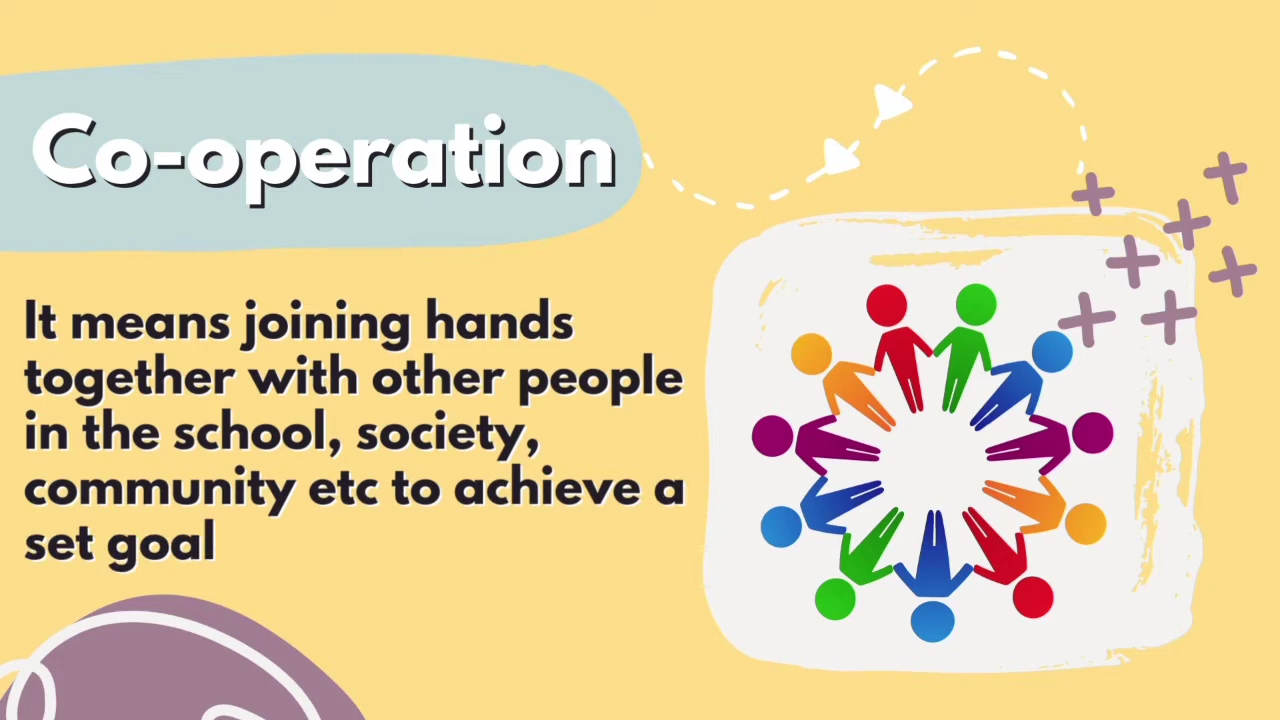 Co-operation
It means joining hands
together with other people
in the school, society,
community etc to achieve a
set goal